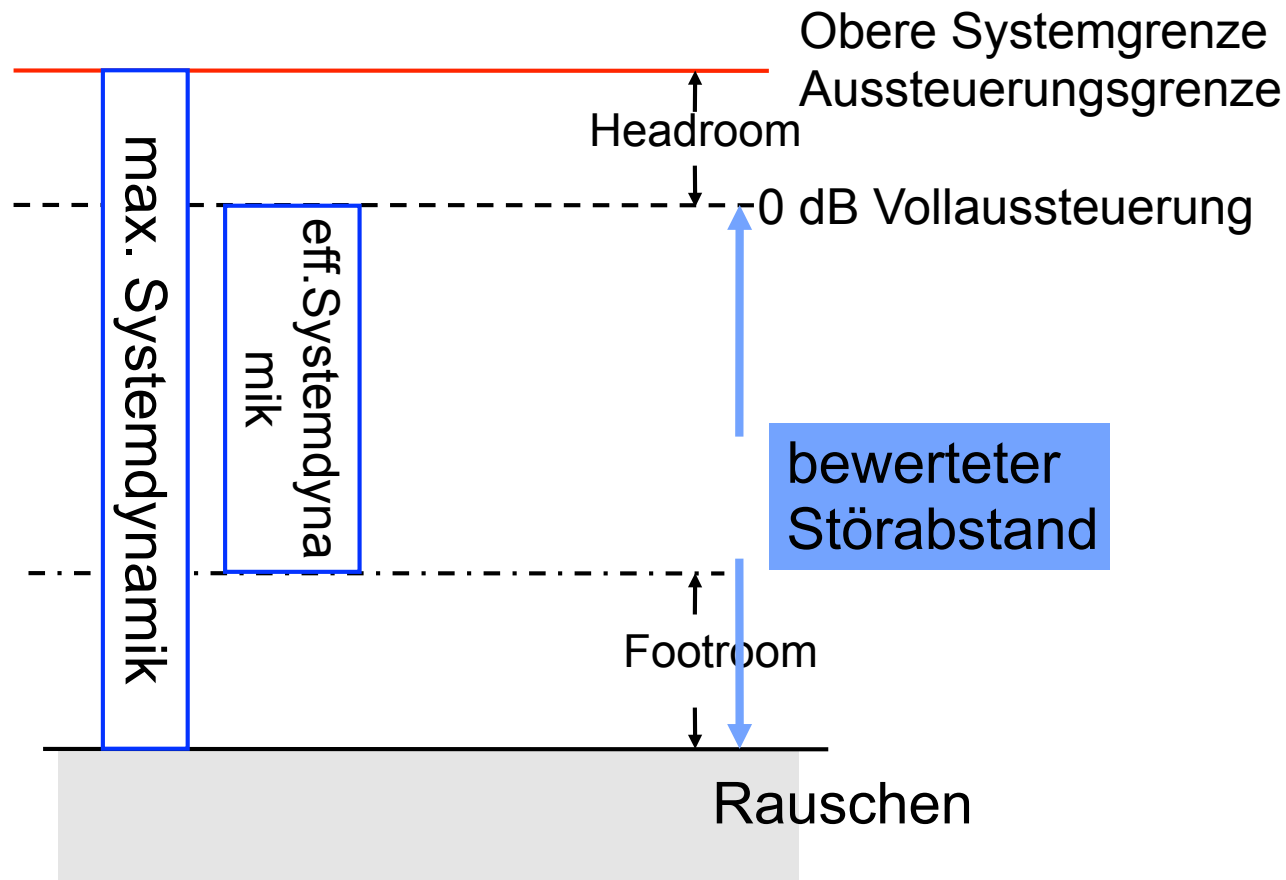 Obere Systemgrenze
Aussteuerungsgrenze
Headroom
max. Systemdynamik
0 dB Vollaussteuerung
eff.Systemdyna
mik
bewerteter
Störabstand
Footroom
Rauschen